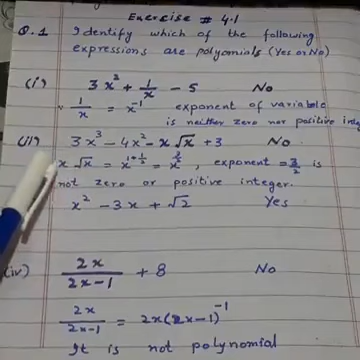 Exercise # 4.1
Q.1 Identify which of the following
expressions are polyomials (Yes or No)
(i) 3x² + 1/x - 5 No
∵ 1/x = x⁻¹ exponent of variable
is neither zero nor positive integ
(ii) 3x³ - 4x² - x√x + 3 No
x√x = x^(1+1/2) = x^(3/2), exponent = 3/2 is
not zero or positive integer.
x² - 3x + √2 Yes
(iv) 2x/(2x-1) + 8 No
2x/(2x-1) = 2x(2x-1)⁻¹
It is not polynomial